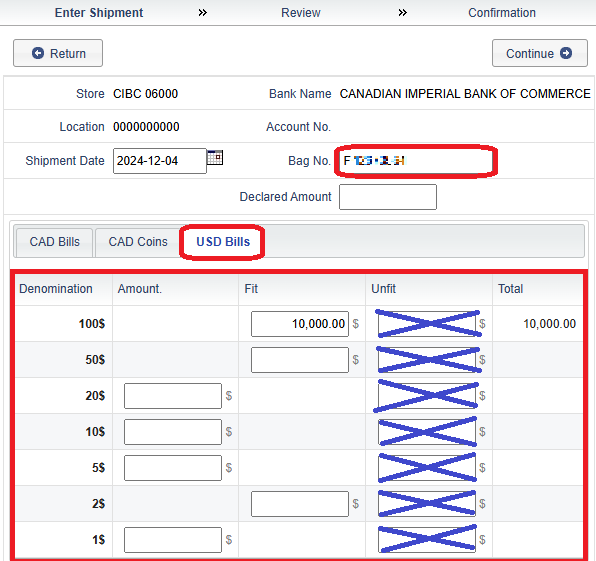 Enter Shipment » Review » Confirmation
Return Continue
Store CIBC 06000 Bank Name CANADIAN IMPERIAL BANK OF COMMERCE
Location 0000000000 Account No.
Shipment Date 2024-12-04 Bag No. F
Declared Amount
CAD Bills CAD Coins USD Bills
Denomination Amount. Fit Unfit Total
100$ 10,000.00 $ $ 10,000.00
50$ $ $
20$ $ $
10$ $ $
5$ $ $
2$ $ $
1$ $ $